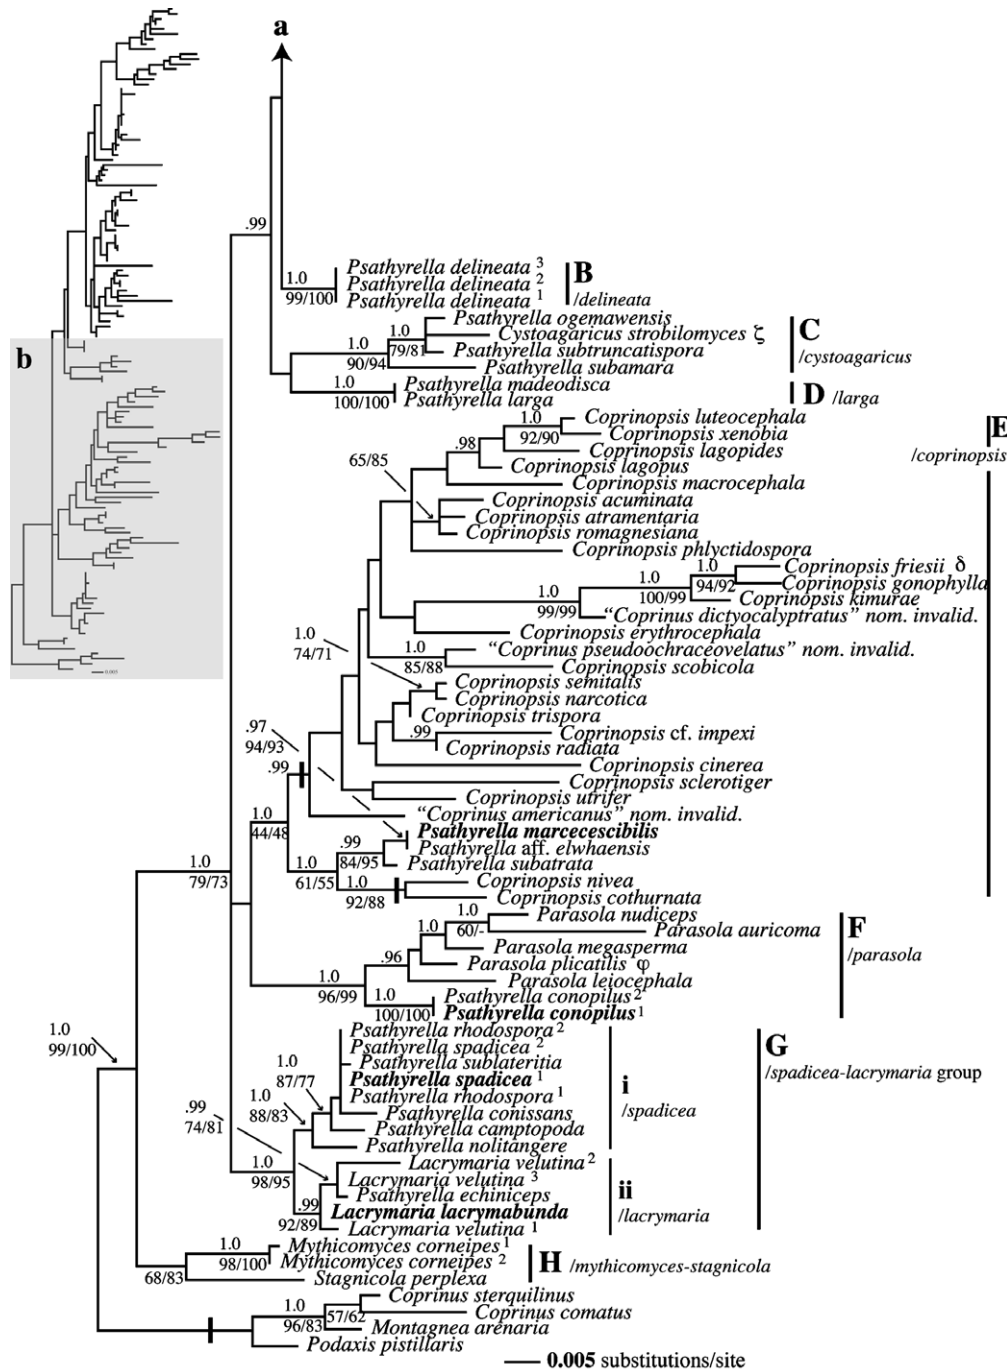 a
.99
1.0
99/100
Psathyrella delineata 3
Psathyrella delineata 2
Psathyrella delineata 1
B
/delineata
b
Psathyrella ogemawensis
1.0
Cystoagaricus strobilomyces ζ
79/81
Psathyrella subtruncatispora
1.0
90/94
Psathyrella subamara
C
/cystoagaricus
1.0
100/100
Psathyrella madeodisca
Psathyrella larga
D /larga
E
/coprinopsis
1.0
92/90
Coprinopsis luteocephala
Coprinopsis xenobia
.98
Coprinopsis lagopides
Coprinopsis lagopus
65/85
Coprinopsis macrocephala
Coprinopsis acuminata
Coprinopsis atramentaria
Coprinopsis romagnesiana
Coprinopsis phlyctidospora
1.0
94/92
Coprinopsis friesii δ
Coprinopsis gonophylla
1.0
100/99
Coprinopsis kimurae
1.0
99/99
“Coprinus dictyocalyptratus” nom. invalid.
Coprinopsis erythrocephala
1.0
74/71
1.0
85/88
“Coprinus pseudoochraceovelatus” nom. invalid.
Coprinopsis scobicola
Coprinopsis semitalis
Coprinopsis narcotica
Coprinopsis trispora
.99
Coprinopsis cf. impexi
Coprinopsis radiata
.97
94/93
.99
Coprinopsis cinerea
Coprinopsis sclerotiger
Coprinopsis utrifer
“Coprinus americanus” nom. invalid.
1.0
44/48
Psathyrella marcecescibilis
.99
84/95
Psathyrella aff. elwhaensis
Psathyrella subatrata
1.0
61/55
1.0
92/88
Coprinopsis nivea
Coprinopsis cothurnata
1.0
79/73
1.0
60/-
Parasola nudiceps
Parasola auricoma
F
/parasola
1.0
Parasola megasperma
.96
Parasola plicatilis φ
Parasola leiocephala
1.0
96/99
1.0
100/100
Psathyrella conopilus 2
Psathyrella conopilus 1
1.0
99/100
Psathyrella rhodospora 2
Psathyrella spadicea 2
Psathyrella sublateritia
Psathyrella spadicea 1
Psathyrella rhodospora 1
Psathyrella conissans
Psathyrella camptopoda
Psathyrella nolitangere
1.0
87/77
1.0
88/83
i
/spadicea
G
/spadicea-lacrymaria group
.99
74/81
1.0
98/95
Lacrymaria velutina 2
Lacrymaria velutina 3
Psathyrella echiniceps
.99
92/89
Lacrymaria lacrymabunda
Lacrymaria velutina 1
ii
/lacrymaria
1.0
98/100
Mythicomyces corneipes 1
Mythicomyces corneipes 2
68/83
Stagnicola perplexa
H /mythicomyces-stagnicola
Coprinus sterquilinus
1.0
96/83
57/62
Coprinus comatus
Montagnea arenaria
Podaxis pistillaris
0.005 substitutions/site
0.005